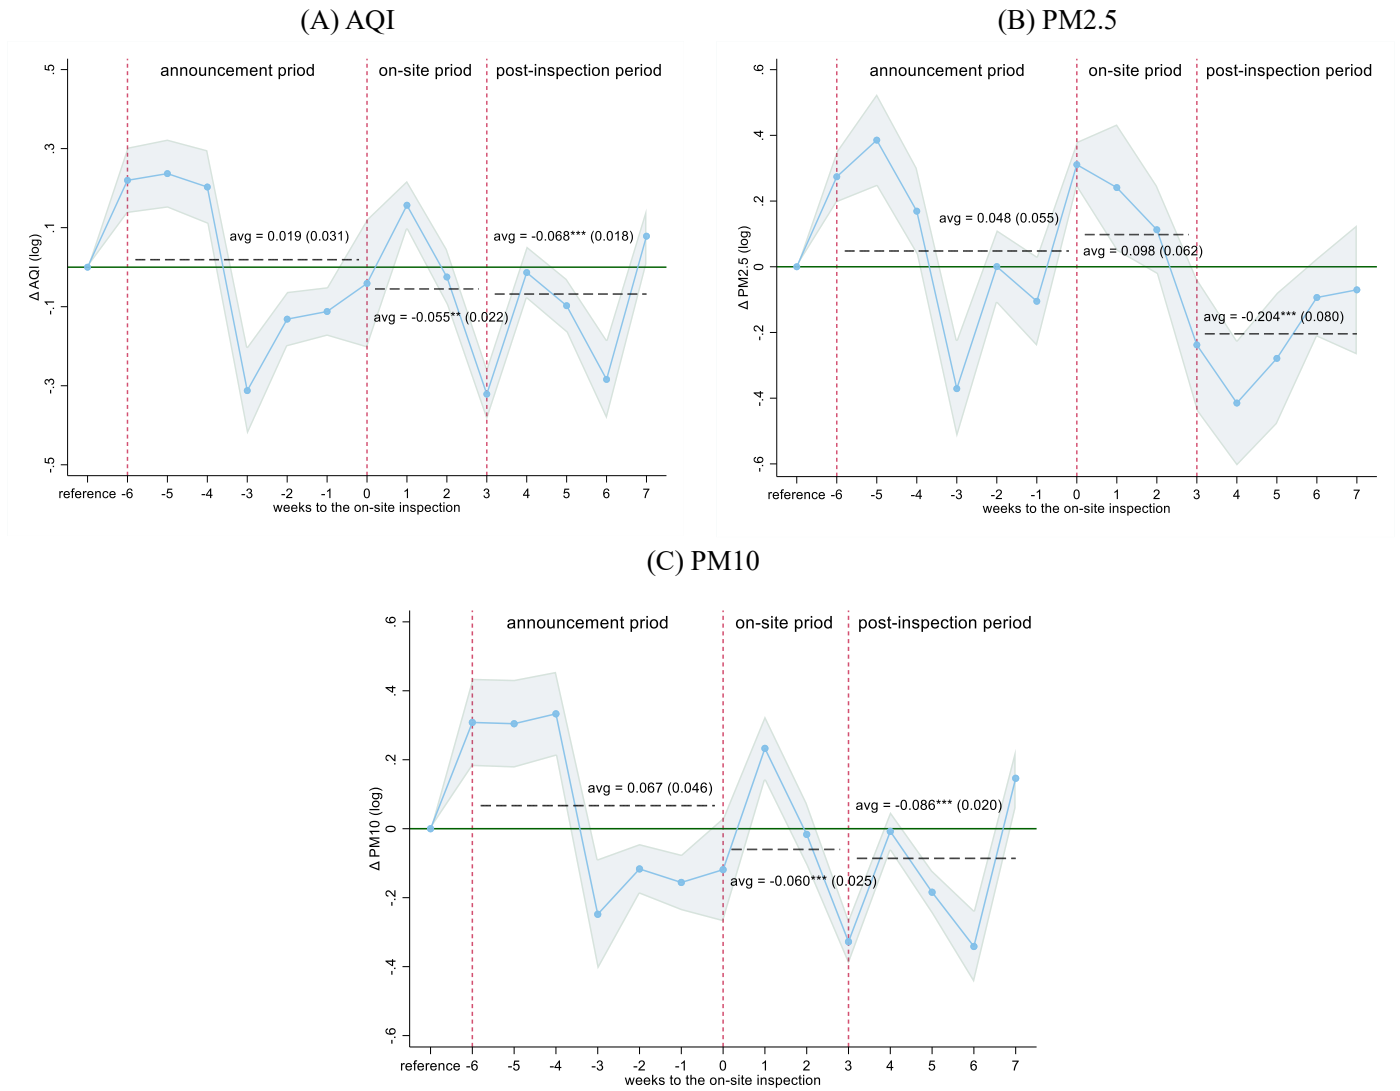 (A) AQI
announcement priod on-site priod post-inspection period
.5
.3
.1
-.1
-.3
-.5
Δ AQI (log)
avg = 0.019 (0.031)
avg = -0.055** (0.022)
avg = -0.068*** (0.018)
reference -6 -5 -4 -3 -2 -1 0 1 2 3 4 5 6 7
weeks to the on-site inspection
(B) PM2.5
announcement priod on-site priod post-inspection period
.6
.4
.2
0
-.2
-.4
-.6
Δ PM2.5 (log)
avg = 0.048 (0.055)
avg = 0.098 (0.062)
avg = -0.204*** (0.080)
reference -6 -5 -4 -3 -2 -1 0 1 2 3 4 5 6 7
weeks to the on-site inspection
(C) PM10
announcement priod on-site priod post-inspection period
.6
.4
.2
0
-.2
-.4
-.6
Δ PM10 (log)
avg = 0.067 (0.046)
avg = -0.060*** (0.025)
avg = -0.086*** (0.020)
reference -6 -5 -4 -3 -2 -1 0 1 2 3 4 5 6 7
weeks to the on-site inspection